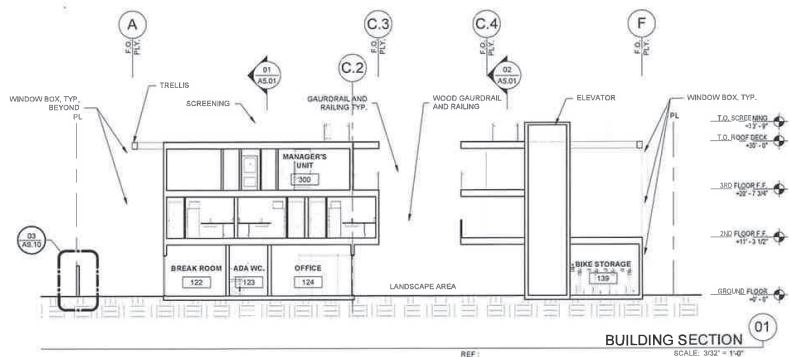 A
C.3
C.4
F
F.O. PLY.
F.O. PLY.
F.O. PLY.
F.O. PLY.
C.2
01
A5.01
02
A5.01
TRELLIS
WINDOW BOX, TYP.,
BEYOND
PL
SCREENING
GAURDRAIL AND
RAILING TYP.
WOOD GAURDRAIL
AND RAILING
ELEVATOR
WINDOW BOX, TYP.
PL
T.O. SCREENING
T.O. ROOF DECK
+30' - 0"
MANAGER'S
UNIT
300
3RD FLOOR F.F.
+20' - 7 3/4"
2ND FLOOR F.F.
+11' - 3 1/2"
03
A8.10
BREAK ROOM
122
ADA WC.
123
OFFICE
124
BIKE STORAGE
139
LANDSCAPE AREA
GROUND FLOOR
+0' - 0"
BUILDING SECTION
01
REF :
SCALE: 3/32" = 1'-0"